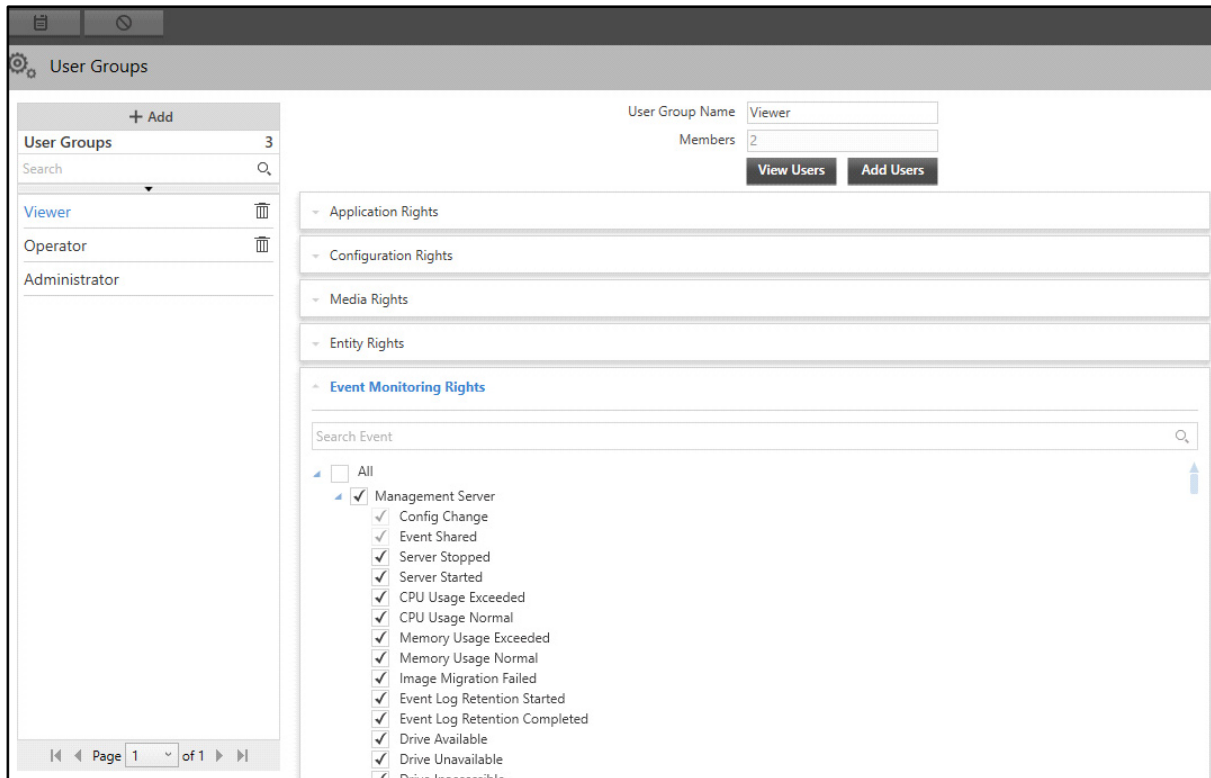 User Groups
+ Add
User Groups 3
Search
Viewer
Operator
Administrator
Page 1 of 1
User Group Name Viewer
Members 2
View Users Add Users
Application Rights
Configuration Rights
Media Rights
Entity Rights
Event Monitoring Rights
Search Event
All
Management Server
Config Change
Event Shared
Server Stopped
Server Started
CPU Usage Exceeded
CPU Usage Normal
Memory Usage Exceeded
Memory Usage Normal
Image Migration Failed
Event Log Retention Started
Event Log Retention Completed
Drive Available
Drive Unavailable
Drive Inaccessible